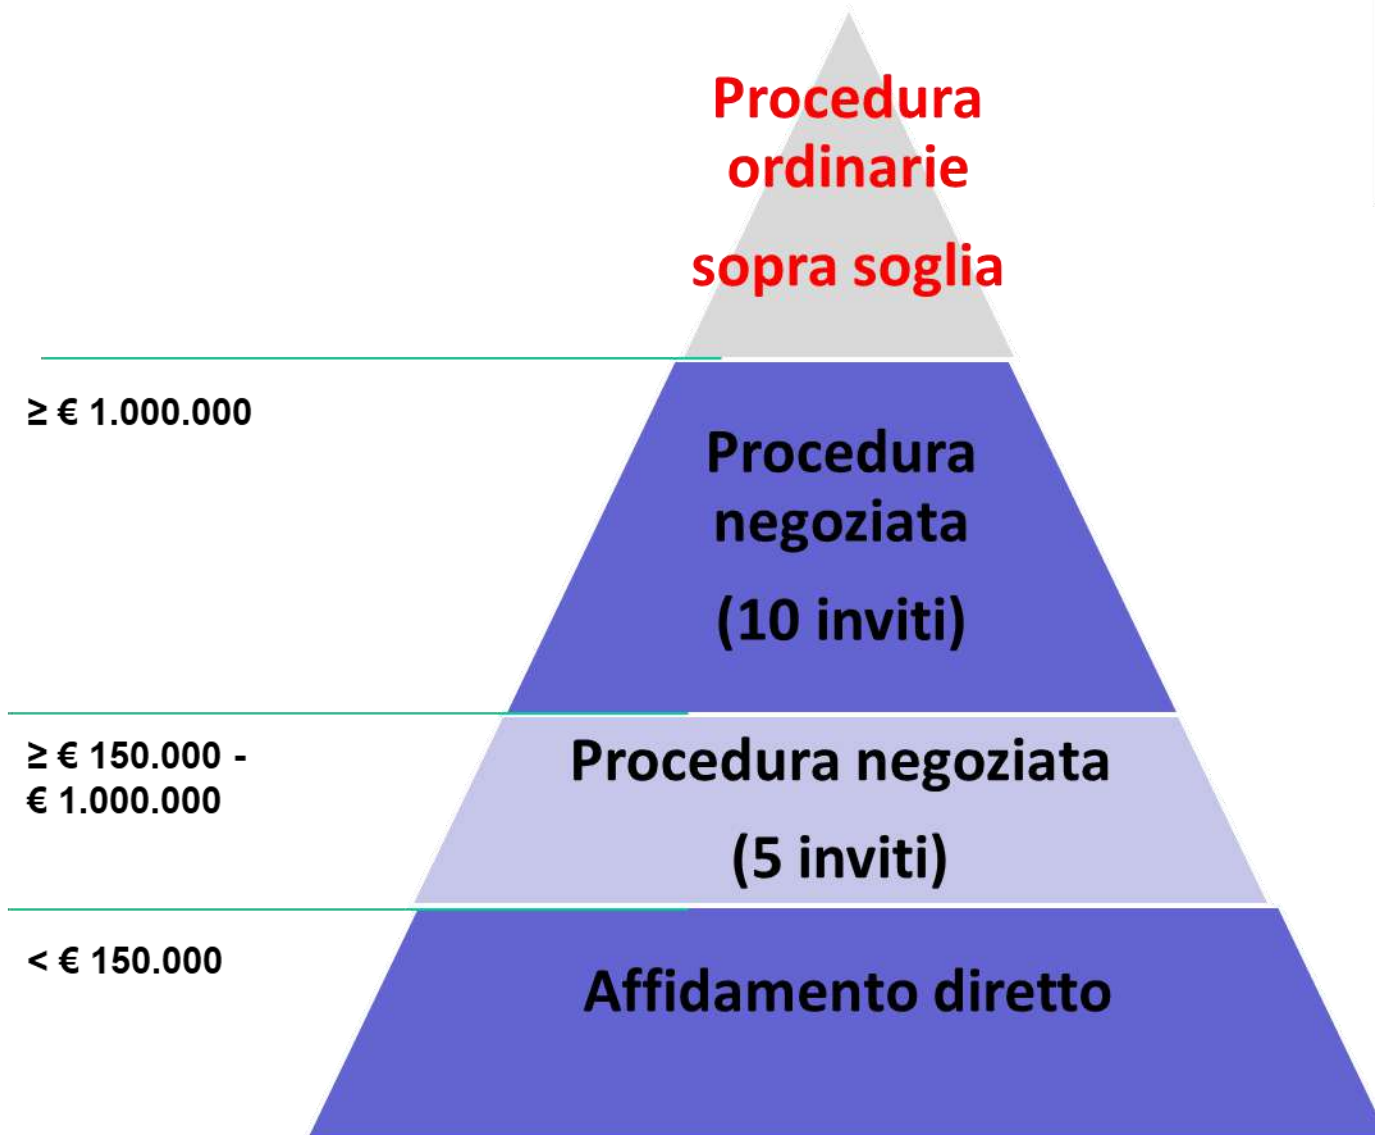 Procedura
ordinarie
sopra soglia
≥ € 1.000.000
Procedura
negoziata
(10 inviti)
≥ € 150.000 -
€ 1.000.000
Procedura negoziata
(5 inviti)
< € 150.000
Affidamento diretto